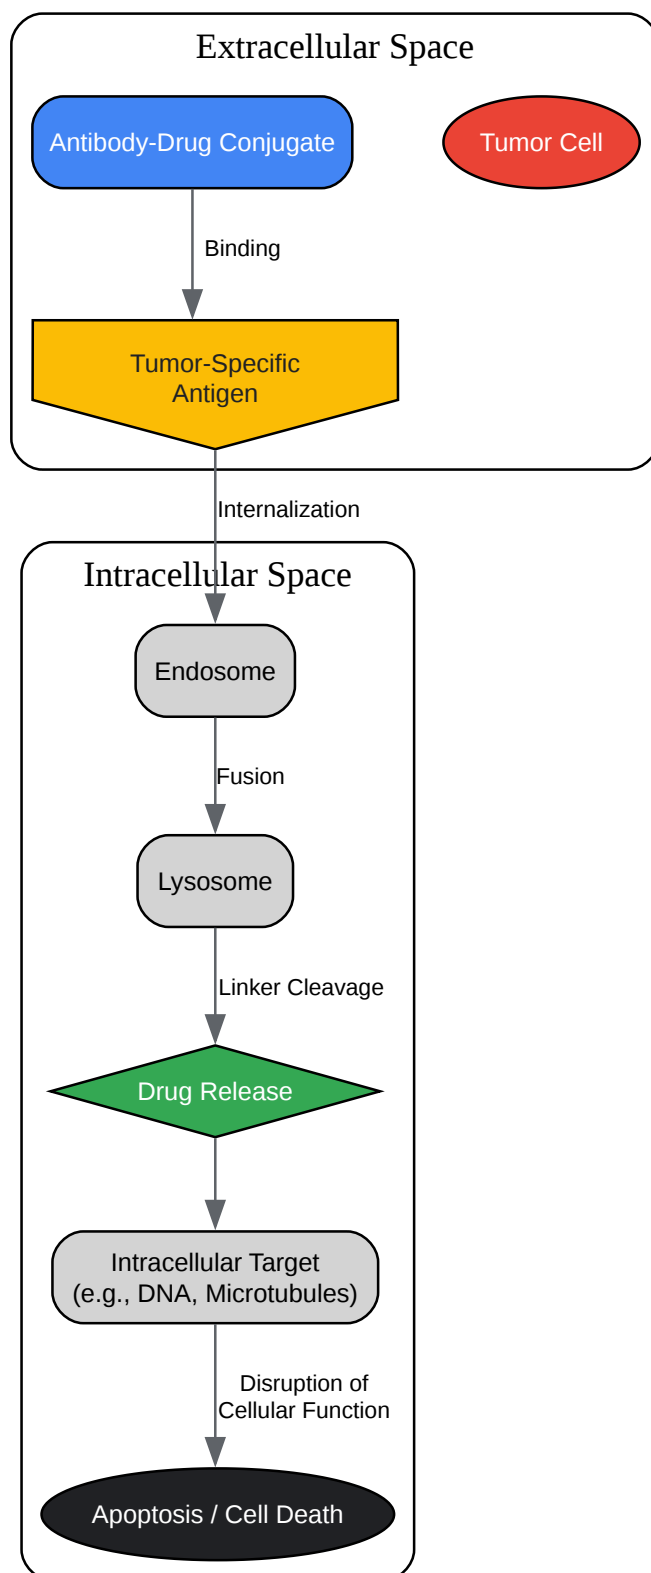 Extracellular Space
Antibody-Drug Conjugate
Tumor Cell
Binding
Tumor-Specific
Antigen
Internalization
Intracellular Space
Endosome
Fusion
Lysosome
Linker Cleavage
Drug Release
Intracellular Target
(e.g., DNA, Microtubules)
Disruption of
Cellular Function
Apoptosis / Cell Death